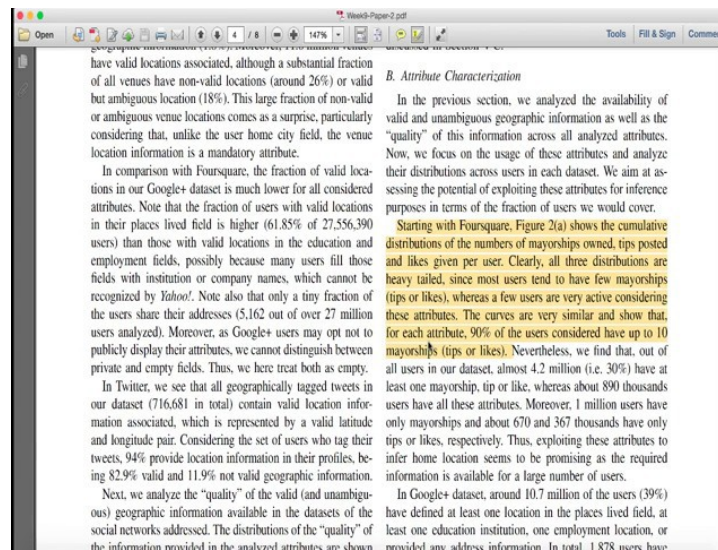 Week9-Paper-2.pdf
Open
4 / 8
147%
Tools
Fill & Sign
Comme
have valid locations associated, although a substantial fraction
of all venues have non-valid locations (around 26%) or valid
but ambiguous location (18%). This large fraction of non-valid
or ambiguous venue locations comes as a surprise, particularly
considering that, unlike the user home city field, the venue
location information is a mandatory attribute.
In comparison with Foursquare, the fraction of valid loca-
tions in our Google+ dataset is much lower for all considered
attributes. Note that the fraction of users with valid locations
in their places lived field is higher (61.85% of 27,556,390
users) than those with valid locations in the education and
employment fields, possibly because many users fill those
fields with institution or company names, which cannot be
recognized by Yahoo!. Note also that only a tiny fraction of
the users share their addresses (5,162 out of over 27 million
users analyzed). Moreover, as Google+ users may opt not to
publicly display their attributes, we cannot distinguish between
private and empty fields. Thus, we here treat both as empty.
In Twitter, we see that all geographically tagged tweets in
our dataset (716,681 in total) contain valid location infor-
mation associated, which is represented by a valid latitude
and longitude pair. Considering the set of users who tag their
tweets, 94% provide location information in their profiles, be-
ing 82.9% valid and 11.9% not valid geographic information.
Next, we analyze the "quality" of the valid (and unambigu-
ous) geographic information available in the datasets of the
social networks addressed. The distributions of the "quality" of
the information provided in the analyzed attributes are shown
B. Attribute Characterization
In the previous section, we analyzed the availability of
valid and unambiguous geographic information as well as the
"quality" of this information across all analyzed attributes.
Now, we focus on the usage of these attributes and analyze
their distributions across users in each dataset. We aim at as-
sessing the potential of exploiting these attributes for inference
purposes in terms of the fraction of users we would cover.
Starting with Foursquare, Figure 2(a) shows the cumulative
distributions of the numbers of mayorships owned, tips posted
and likes given per user. Clearly, all three distributions are
heavy tailed, since most users tend to have few mayorships
(tips or likes), whereas a few users are very active considering
these attributes. The curves are very similar and show that,
for each attribute, 90% of the users considered have up to 10
mayorships (tips or likes). Nevertheless, we find that, out of
all users in our dataset, almost 4.2 million (i.e. 30%) have at
least one mayorship, tip or like, whereas about 890 thousands
users have all these attributes. Moreover, 1 million users have
only mayorships and about 670 and 367 thousands have only
tips or likes, respectively. Thus, exploiting these attributes to
infer home location seems to be promising as the required
information is available for a large number of users.
In Google+ dataset, around 10.7 million of the users (39%)
have defined at least one location in the places lived field, at
least one education institution, one employment location, or
provided any address information. In total, 1,878 users have